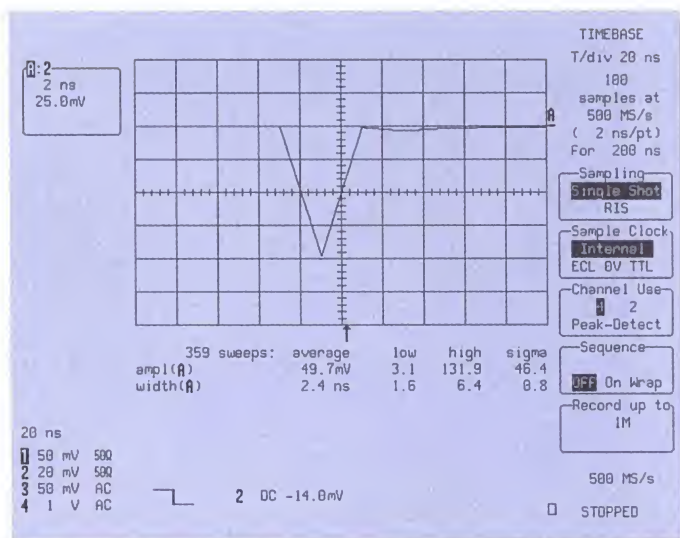 A:2
2 ns
25.0mV
A
TIMEBASE
T/div 20 ns
100
samples at
500 MS/s
( 2 ns/pt)
For 200 ns
Sampling
Single Shot
RIS
Sample Clock
Internal
ECL 0V TTL
Channel Use
1 2
Peak-Detect
Sequence
OFF On Wrap
Record up to
1M
500 MS/s
STOPPED
359 sweeps: average low high sigma
ampl(A) 49.7mV 3.1 131.9 46.4
width(A) 2.4 ns 1.6 6.4 0.8
20 ns
1 50 mV 50Ω
2 20 mV 50Ω
3 50 mV AC
4 1 V AC
2 DC -14.0mV